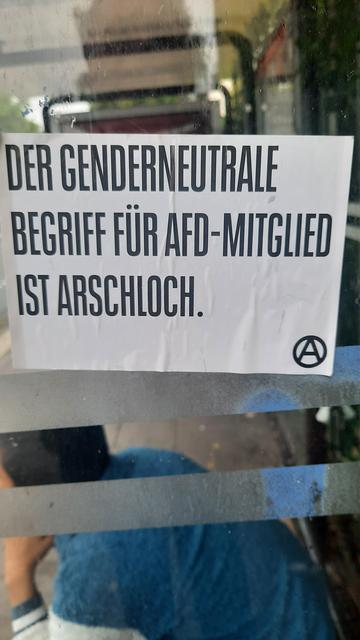 DER GENDERNEUTRALE
BEGRIFF FÜR AFD-MITGLIED
IST ARSCHLOCH.